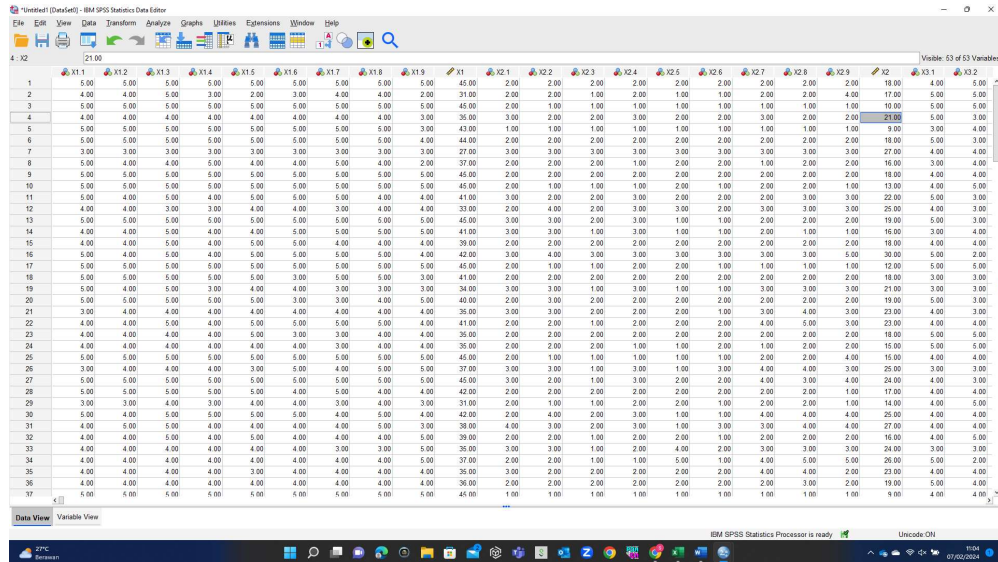 *Untitled1 [DataSet0] - IBM SPSS Statistics Data Editor
File Edit View Data Transform Analyze Graphs Utilities Extensions Window Help
4 : X2 21.00 Visible: 53 of 53 Variables
X1.1 X1.2 X1.3 X1.4 X1.5 X1.6 X1.7 X1.8 X1.9 X1 X2.1 X2.2 X2.3 X2.4 X2.5 X2.6 X2.7 X2.8 X2.9 X2 X3.1 X3.2
1 5.00 5.00 5.00 5.00 5.00 5.00 5.00 5.00 5.00 45.00 2.00 2.00 2.00 2.00 2.00 2.00 2.00 2.00 2.00 18.00 4.00 5.00
2 4.00 4.00 5.00 3.00 2.00 3.00 4.00 4.00 2.00 31.00 2.00 2.00 1.00 2.00 1.00 2.00 2.00 2.00 4.00 17.00 5.00 5.00
3 5.00 5.00 5.00 5.00 5.00 5.00 5.00 5.00 5.00 45.00 2.00 1.00 1.00 1.00 1.00 1.00 1.00 1.00 1.00 10.00 5.00 5.00
4 4.00 4.00 4.00 4.00 4.00 4.00 4.00 4.00 3.00 35.00 3.00 2.00 2.00 3.00 2.00 2.00 3.00 2.00 2.00 21.00 5.00 3.00
5 5.00 5.00 5.00 5.00 5.00 5.00 5.00 5.00 3.00 43.00 1.00 1.00 1.00 1.00 1.00 1.00 1.00 1.00 1.00 9.00 3.00 4.00
6 5.00 5.00 5.00 5.00 5.00 5.00 5.00 5.00 4.00 44.00 2.00 2.00 2.00 2.00 2.00 2.00 2.00 2.00 2.00 18.00 5.00 3.00
7 3.00 3.00 3.00 3.00 3.00 3.00 3.00 3.00 3.00 27.00 3.00 3.00 3.00 3.00 3.00 3.00 3.00 3.00 3.00 27.00 4.00 4.00
8 5.00 4.00 5.00 4.00 4.00 4.00 5.00 4.00 2.00 37.00 2.00 2.00 2.00 1.00 2.00 2.00 1.00 2.00 2.00 16.00 3.00 4.00
9 5.00 5.00 5.00 5.00 5.00 5.00 5.00 5.00 5.00 45.00 2.00 2.00 2.00 2.00 2.00 2.00 2.00 2.00 2.00 18.00 4.00 4.00
10 5.00 5.00 5.00 5.00 5.00 5.00 5.00 5.00 5.00 45.00 2.00 1.00 1.00 1.00 2.00 1.00 1.00 2.00 2.00 13.00 4.00 5.00
11 5.00 4.00 5.00 4.00 5.00 5.00 5.00 4.00 4.00 41.00 3.00 2.00 2.00 3.00 2.00 2.00 2.00 3.00 3.00 22.00 5.00 3.00
12 4.00 4.00 3.00 3.00 4.00 4.00 3.00 4.00 4.00 33.00 2.00 4.00 2.00 3.00 3.00 2.00 3.00 3.00 3.00 25.00 4.00 3.00
13 5.00 5.00 5.00 5.00 5.00 5.00 5.00 5.00 5.00 45.00 3.00 3.00 2.00 3.00 1.00 1.00 2.00 2.00 2.00 19.00 5.00 3.00
14 4.00 4.00 5.00 4.00 4.00 5.00 5.00 5.00 5.00 41.00 3.00 3.00 1.00 3.00 1.00 1.00 2.00 1.00 1.00 16.00 3.00 4.00
15 5.00 4.00 4.00 4.00 5.00 5.00 4.00 4.00 4.00 39.00 2.00 2.00 2.00 2.00 2.00 2.00 2.00 2.00 2.00 18.00 4.00 4.00
16 5.00 5.00 5.00 5.00 5.00 5.00 4.00 4.00 4.00 42.00 3.00 4.00 3.00 3.00 3.00 3.00 3.00 3.00 5.00 30.00 5.00 2.00
17 5.00 5.00 5.00 5.00 5.00 5.00 5.00 5.00 5.00 45.00 2.00 1.00 1.00 2.00 2.00 1.00 1.00 1.00 1.00 12.00 5.00 5.00
18 5.00 5.00 5.00 5.00 5.00 3.00 5.00 5.00 3.00 41.00 2.00 2.00 2.00 2.00 2.00 2.00 2.00 2.00 2.00 18.00 3.00 3.00
19 5.00 4.00 5.00 3.00 4.00 4.00 3.00 3.00 3.00 34.00 3.00 3.00 1.00 3.00 1.00 1.00 3.00 3.00 3.00 21.00 3.00 3.00
20 5.00 5.00 5.00 5.00 5.00 3.00 3.00 4.00 5.00 40.00 2.00 3.00 2.00 2.00 2.00 2.00 2.00 2.00 2.00 19.00 5.00 3.00
21 3.00 4.00 4.00 4.00 4.00 4.00 4.00 4.00 4.00 35.00 3.00 3.00 3.00 2.00 2.00 1.00 3.00 3.00 3.00 23.00 4.00 3.00
22 4.00 4.00 5.00 4.00 4.00 5.00 5.00 5.00 5.00 41.00 2.00 2.00 1.00 2.00 2.00 2.00 4.00 5.00 3.00 23.00 4.00 4.00
23 4.00 4.00 4.00 4.00 5.00 3.00 3.00 4.00 4.00 35.00 2.00 2.00 2.00 2.00 2.00 2.00 2.00 2.00 2.00 18.00 5.00 5.00
24 4.00 4.00 4.00 4.00 4.00 4.00 3.00 4.00 4.00 35.00 2.00 2.00 2.00 1.00 1.00 1.00 2.00 2.00 2.00 15.00 5.00 5.00
25 5.00 5.00 5.00 5.00 5.00 5.00 5.00 5.00 5.00 45.00 2.00 1.00 1.00 1.00 1.00 1.00 2.00 2.00 4.00 15.00 4.00 4.00
26 3.00 4.00 4.00 4.00 5.00 5.00 4.00 3.00 5.00 37.00 3.00 3.00 1.00 3.00 1.00 3.00 4.00 4.00 3.00 25.00 3.00 3.00
27 5.00 5.00 5.00 5.00 5.00 5.00 5.00 5.00 5.00 45.00 3.00 2.00 1.00 3.00 2.00 2.00 4.00 3.00 4.00 24.00 4.00 3.00
28 5.00 5.00 5.00 5.00 5.00 4.00 5.00 4.00 4.00 42.00 2.00 2.00 2.00 2.00 2.00 2.00 2.00 2.00 1.00 17.00 4.00 4.00
29 3.00 3.00 4.00 3.00 4.00 4.00 3.00 4.00 3.00 31.00 2.00 1.00 1.00 2.00 2.00 1.00 2.00 2.00 1.00 14.00 4.00 5.00
30 5.00 4.00 5.00 5.00 5.00 4.00 5.00 4.00 5.00 42.00 2.00 4.00 2.00 3.00 1.00 1.00 4.00 4.00 4.00 25.00 4.00 4.00
31 4.00 4.00 5.00 4.00 5.00 4.00 4.00 5.00 3.00 38.00 4.00 3.00 2.00 3.00 1.00 3.00 3.00 4.00 4.00 27.00 4.00 4.00
32 4.00 4.00 5.00 4.00 4.00 4.00 4.00 5.00 5.00 39.00 2.00 2.00 1.00 2.00 2.00 1.00 2.00 2.00 2.00 16.00 4.00 5.00
33 4.00 4.00 4.00 4.00 4.00 4.00 3.00 3.00 5.00 35.00 3.00 3.00 1.00 2.00 4.00 2.00 3.00 3.00 3.00 24.00 3.00 3.00
34 4.00 4.00 4.00 4.00 4.00 4.00 4.00 4.00 5.00 37.00 2.00 2.00 1.00 1.00 5.00 1.00 4.00 5.00 5.00 26.00 5.00 2.00
35 4.00 4.00 4.00 4.00 3.00 4.00 4.00 4.00 4.00 35.00 3.00 2.00 2.00 2.00 2.00 2.00 4.00 4.00 2.00 23.00 4.00 4.00
36 4.00 4.00 4.00 4.00 4.00 4.00 4.00 4.00 4.00 36.00 2.00 2.00 2.00 2.00 2.00 2.00 2.00 3.00 2.00 19.00 5.00 4.00
37 5.00 5.00 5.00 5.00 5.00 5.00 5.00 5.00 5.00 45.00 1.00 1.00 1.00 1.00 1.00 1.00 1.00 1.00 1.00 9.00 4.00 4.00
Data View Variable View
IBM SPSS Statistics Processor is ready Unicode:ON
27°C
Berawan
11:04
07/02/2024